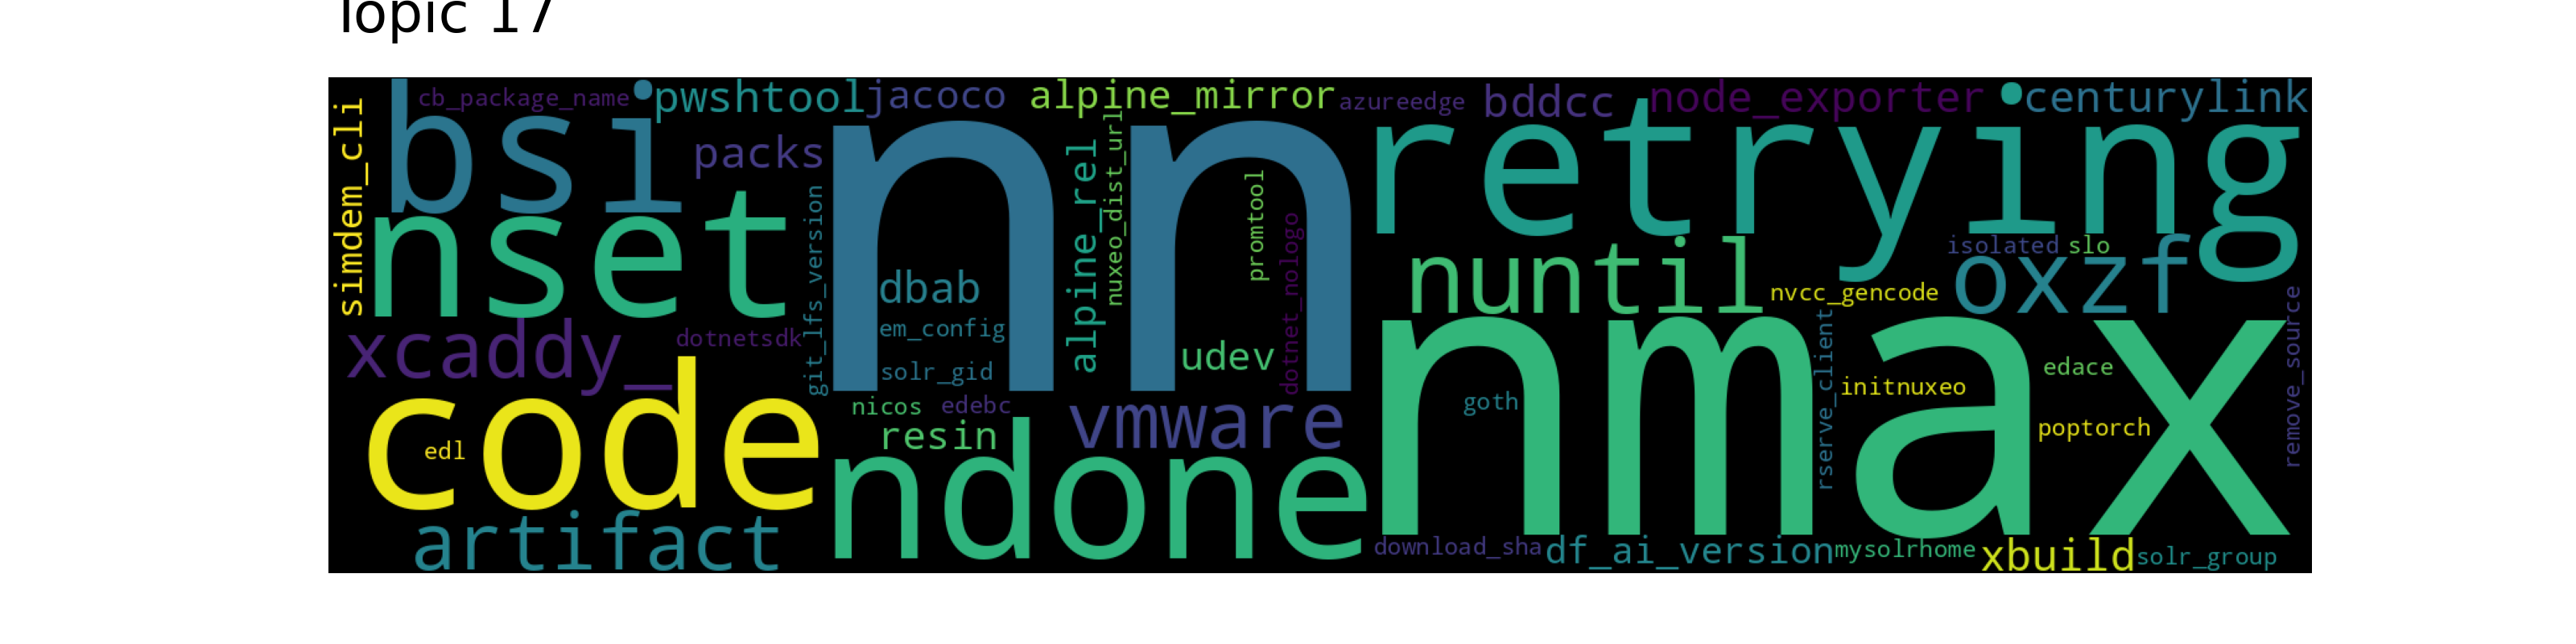 Topic 17
simdem_cli
bsi
cb_package_name
pwshtool
jacoco
alpine_mirror
azureedge
bddcc
node_exporter
centurylink
packs
nn
retrying
nset
git_lfs_version
dbab
em_config
solr_gid
alpine_rel
nuxeo_dist_url
promtool
dotnet_nologo
udev
nuntil
isolated
slo
oxzf
nvcc_gencode
xcaddy_
dotnetsdk
nmax
rserve_client
initnuxeo
edace
poptorch
remove_source
goth
code
edl
nicos
edebc
resin
vmware
ndone
artifact
download_sha
df_ai_version
mysolrhome
xbuild
solr_group